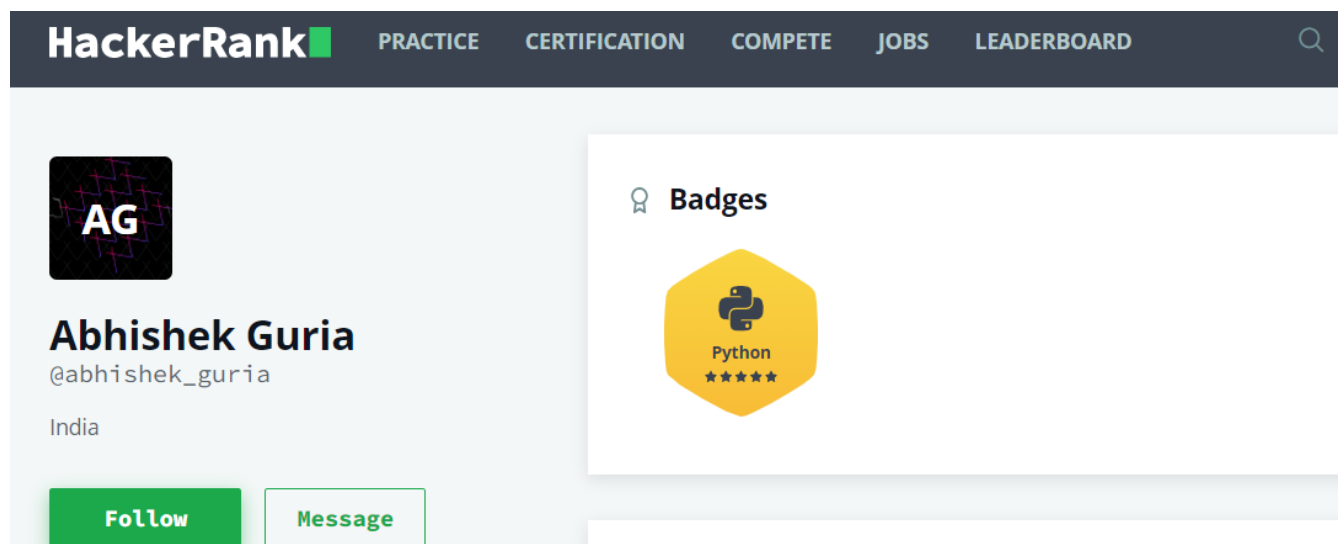 HackerRank PRACTICE CERTIFICATION COMPETE JOBS LEADERBOARD
AG
Abhishek Guria
@abhishek_guria
India
Follow Message
Badges
Python